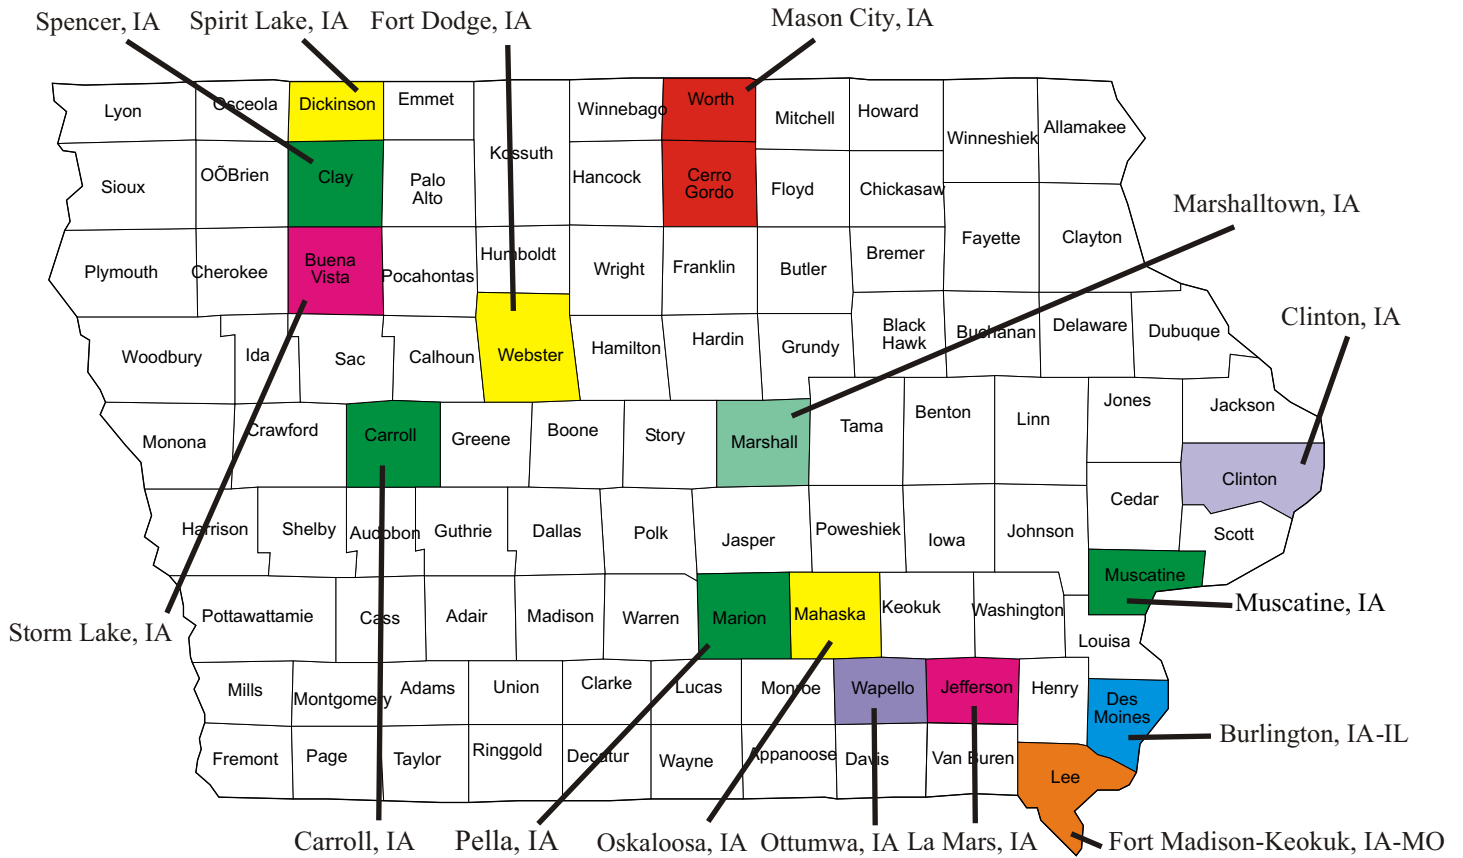 Spencer, IA
Spirit Lake, IA
Fort Dodge, IA
Mason City, IA
Lyon
Osceola
Dickinson
Emmet
Kossuth
Winnebago
Worth
Mitchell
Howard
Winneshiek
Allamakee
Sioux
OÕBrien
Clay
Palo
Alto
Hancock
Cerro
Gordo
Floyd
Chickasaw
Marshalltown, IA
Plymouth
Cherokee
Buena
Vista
Pocahontas
Humboldt
Wright
Franklin
Butler
Bremer
Fayette
Clayton
Clinton, IA
Woodbury
Ida
Sac
Calhoun
Webster
Hamilton
Hardin
Grundy
Black
Hawk
Buchanan
Delaware
Dubuque
Monona
Crawford
Carroll
Greene
Boone
Story
Marshall
Tama
Benton
Linn
Jones
Jackson
Clinton
Harrison
Shelby
Audobon
Guthrie
Dallas
Polk
Jasper
Poweshiek
Iowa
Johnson
Cedar
Scott
Muscatine
Muscatine, IA
Storm Lake, IA
Pottawattamie
Cass
Adair
Madison
Warren
Marion
Mahaska
Keokuk
Washington
Louisa
Mills
Montgomery
Adams
Union
Clarke
Lucas
Monroe
Wapello
Jefferson
Henry
Des
Moines
Burlington, IA-IL
Fremont
Page
Taylor
Ringgold
Decatur
Wayne
Appanoose
Davis
Van Buren
Lee
Carroll, IA
Pella, IA
Oskaloosa, IA
Ottumwa, IA
La Mars, IA
Fort Madison-Keokuk, IA-MO